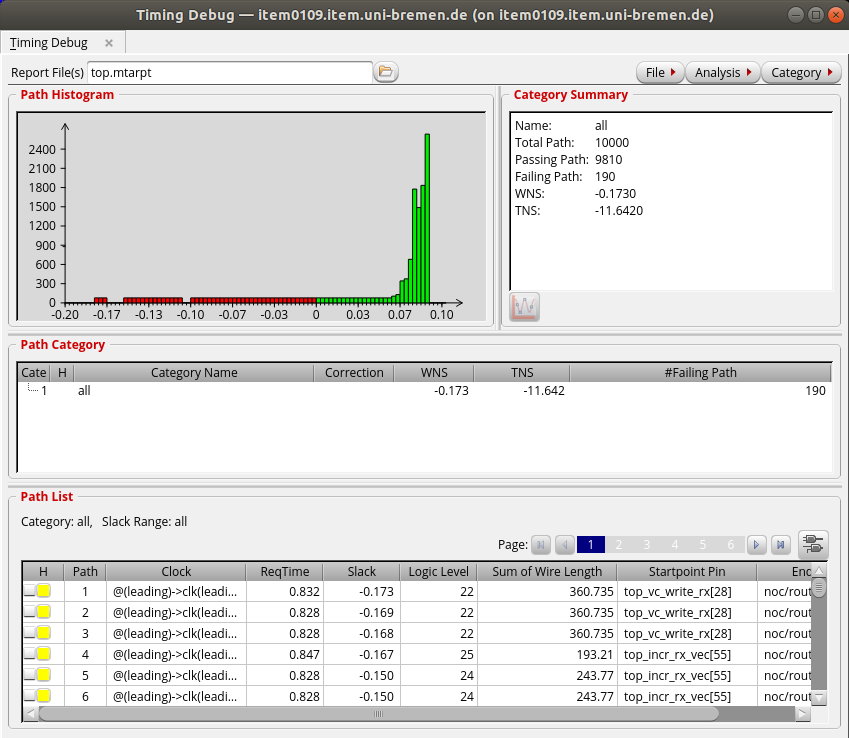 Timing Debug — item0109.item.uni-bremen.de (on item0109.item.uni-bremen.de)
Timing Debug
Report File(s) top.mtarpt File Analysis Category
Path Histogram
2400
2100
1800
1500
1200
900
600
300
0
-0.20 -0.17 -0.13 -0.10 -0.07 -0.03 0 0.03 0.07 0.10
Category Summary
Name: all
Total Path: 10000
Passing Path: 9810
Failing Path: 190
WNS: -0.1730
TNS: -11.6420
Path Category
Cate H Category Name Correction WNS TNS #Failing Path
1 all -0.173 -11.642 190
Path List
Category: all, Slack Range: all
Page: 1 2 3 4 5 6
H Path Clock ReqTime Slack Logic Level Sum of Wire Length Startpoint Pin Enc
1 @(leading)->clk(leadi... 0.832 -0.173 22 360.735 top_vc_write_rx[28] noc/rout
2 @(leading)->clk(leadi... 0.828 -0.169 22 360.735 top_vc_write_rx[28] noc/rout
3 @(leading)->clk(leadi... 0.828 -0.168 22 360.735 top_vc_write_rx[28] noc/rout
4 @(leading)->clk(leadi... 0.847 -0.167 25 193.21 top_incr_rx_vec[55] noc/rout
5 @(leading)->clk(leadi... 0.828 -0.150 24 243.77 top_incr_rx_vec[55] noc/rout
6 @(leading)->clk(leadi... 0.828 -0.150 24 243.77 top_incr_rx_vec[55] noc/rout